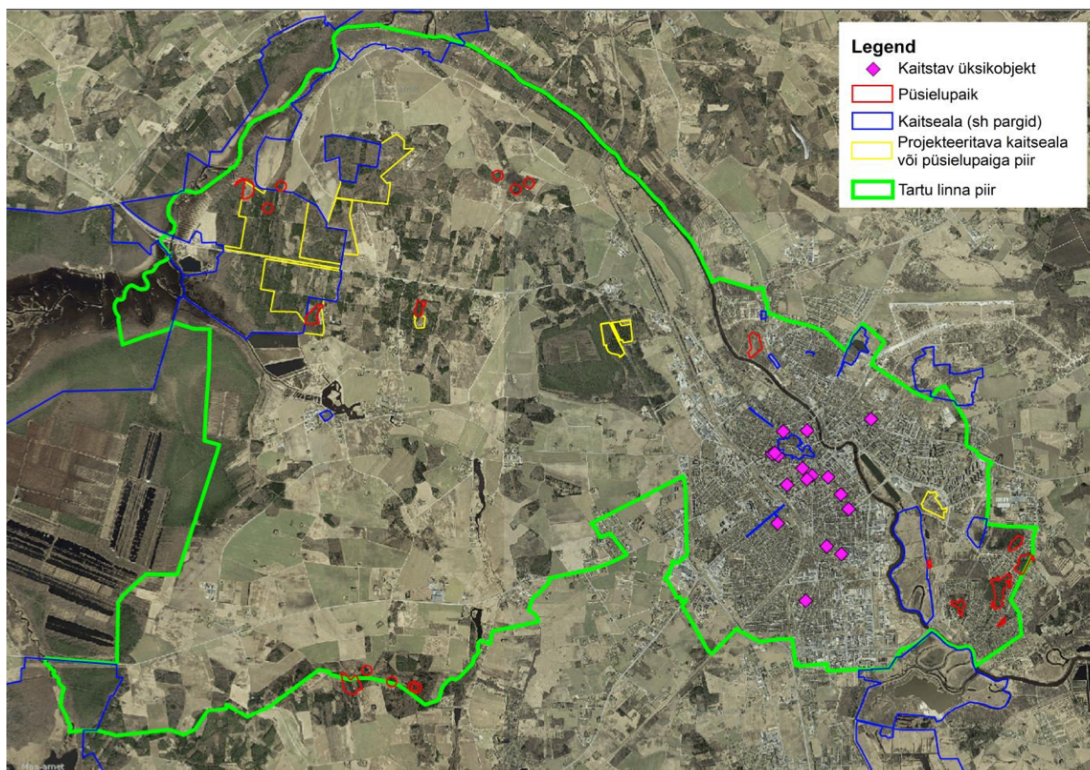 Legend
Kaitstav üksikobjekt
Püsielupaik
Kaitseala (sh pargid)
Projekteeritava kaitseala
või püsielupaiga piir
Tartu linna piir